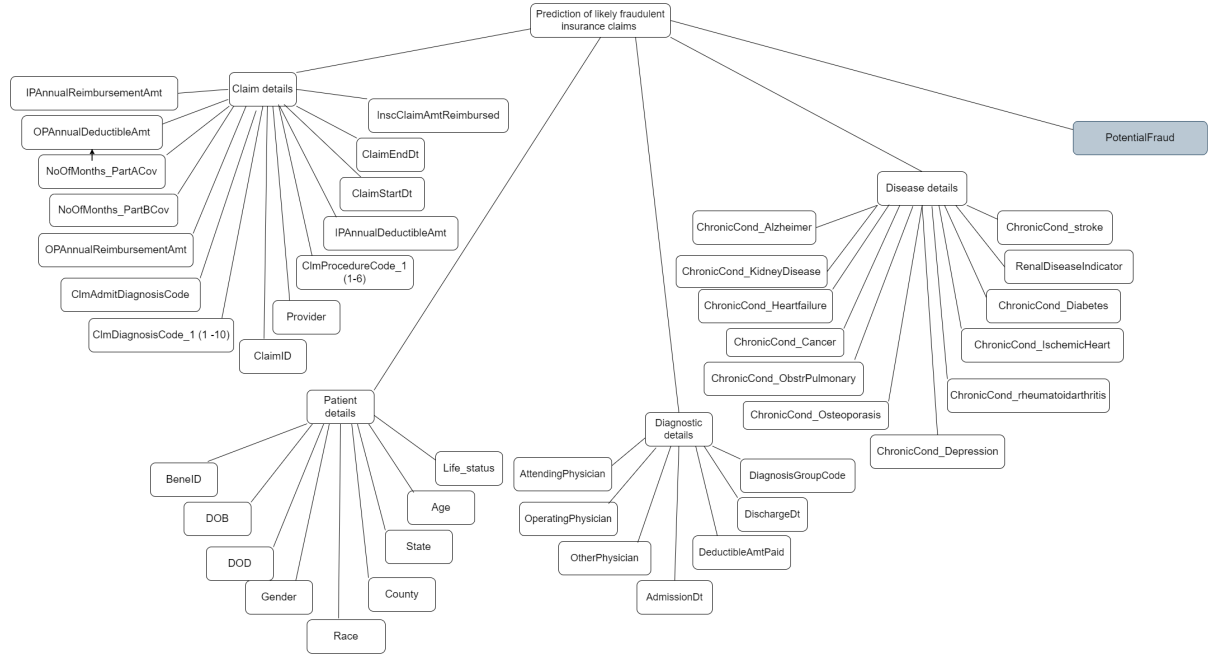 Prediction of likely fraudulent
insurance claims
Claim details
IPAnnualReimbursementAmt
OPAnnualDeductibleAmt
NoOfMonths_PartACov
NoOfMonths_PartBCov
OPAnnualReimbursementAmt
ClmAdmitDiagnosisCode
ClmDiagnosisCode_1 (1 -10)
ClaimID
Provider
ClmProcedureCode_1
(1-6)
IPAnnualDeductibleAmt
ClaimStartDt
ClaimEndDt
InscClaimAmtReimbursed
Patient
details
BeneID
DOB
DOD
Gender
Race
County
State
Age
Life_status
Diagnostic
details
AttendingPhysician
OperatingPhysician
OtherPhysician
AdmissionDt
DeductibleAmtPaid
DischargeDt
DiagnosisGroupCode
Disease details
ChronicCond_Alzheimer
ChronicCond_KidneyDisease
ChronicCond_Heartfailure
ChronicCond_Cancer
ChronicCond_ObstrPulmonary
ChronicCond_Osteoporasis
ChronicCond_Depression
ChronicCond_rheumatoidarthritis
ChronicCond_IschemicHeart
ChronicCond_Diabetes
RenalDiseaseIndicator
ChronicCond_stroke
PotentialFraud